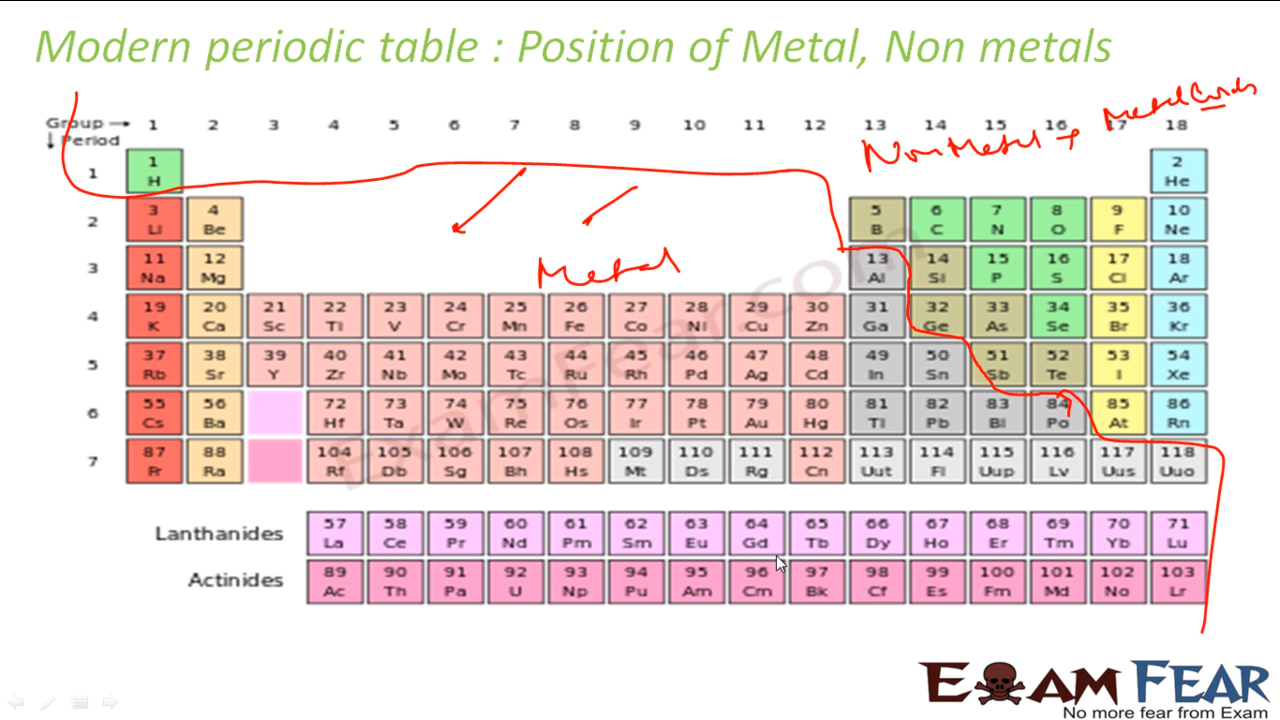 Modern periodic table : Position of Metal, Non metals
Metalloids
Group → 1 2 3 4 5 6 7 8 9 10 11 12 13 14 15 16 17 18
↓ Period
Non Metal +
1 1 2
H He
2 3 4 5 6 7 8 9 10
Li Be B C N O F Ne
Metal
3 11 12 13 14 15 16 17 18
Na Mg Al Si P S Cl Ar
4 19 20 21 22 23 24 25 26 27 28 29 30 31 32 33 34 35 36
K Ca Sc Ti V Cr Mn Fe Co Ni Cu Zn Ga Ge As Se Br Kr
5 37 38 39 40 41 42 43 44 45 46 47 48 49 50 51 52 53 54
Rb Sr Y Zr Nb Mo Tc Ru Rh Pd Ag Cd In Sn Sb Te I Xe
6 55 56 72 73 74 75 76 77 78 79 80 81 82 83 84 85 86
Cs Ba Hf Ta W Re Os Ir Pt Au Hg Tl Pb Bi Po At Rn
7 87 88 104 105 106 107 108 109 110 111 112 113 114 115 116 117 118
Fr Ra Rf Db Sg Bh Hs Mt Ds Rg Cn Uut Fl Uup Lv Uus Uuo
ExamFear.com
57 58 59 60 61 62 63 64 65 66 67 68 69 70 71
Lanthanides La Ce Pr Nd Pm Sm Eu Gd Tb Dy Ho Er Tm Yb Lu
89 90 91 92 93 94 95 96 97 98 99 100 101 102 103
Actinides Ac Th Pa U Np Pu Am Cm Bk Cf Es Fm Md No Lr
EXAM FEAR
No more fear from Exam